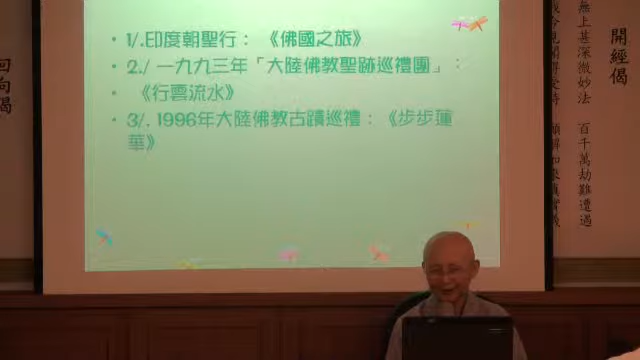 • 1/.印度朝聖行：《佛國之旅》
• 2./ 一九九三年「大陸佛教聖跡巡禮團」：
• 《行雲流水》
• 3/. 1996年大陸佛教古蹟巡禮：《步步蓮
華》
開經偈
無上甚深微妙法 百千萬劫難遭遇
回向偈